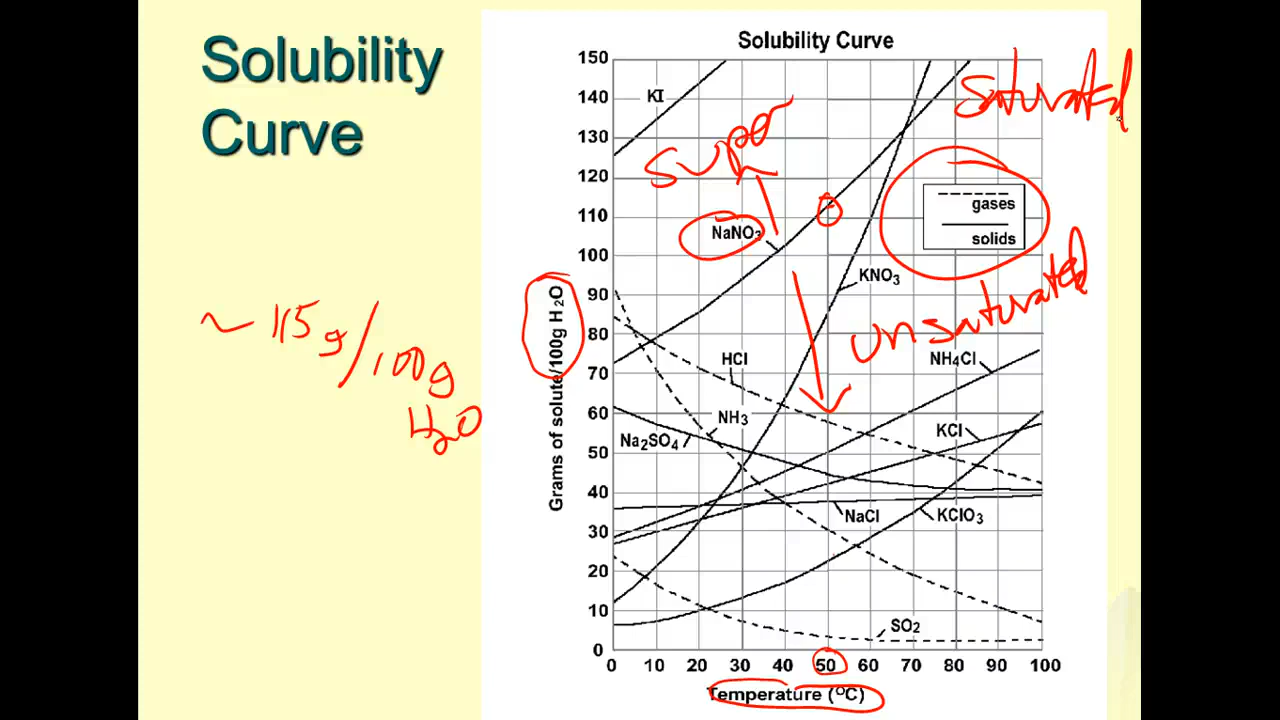 Solubility
Curve
Solubility Curve
150
140
130
120
110
100
90
80
70
60
50
40
30
20
10
0
Grams of solute/100g H₂O
KI
super
saturated
gases
solids
NaNO₃
KNO₃
unsaturated
~ 115 g/100g
H₂O
HCl
NH₄Cl
NH₃
KCl
Na₂SO₄
NaCl
KClO₃
SO₂
0 10 20 30 40 50 60 70 80 90 100
Temperature (°C)